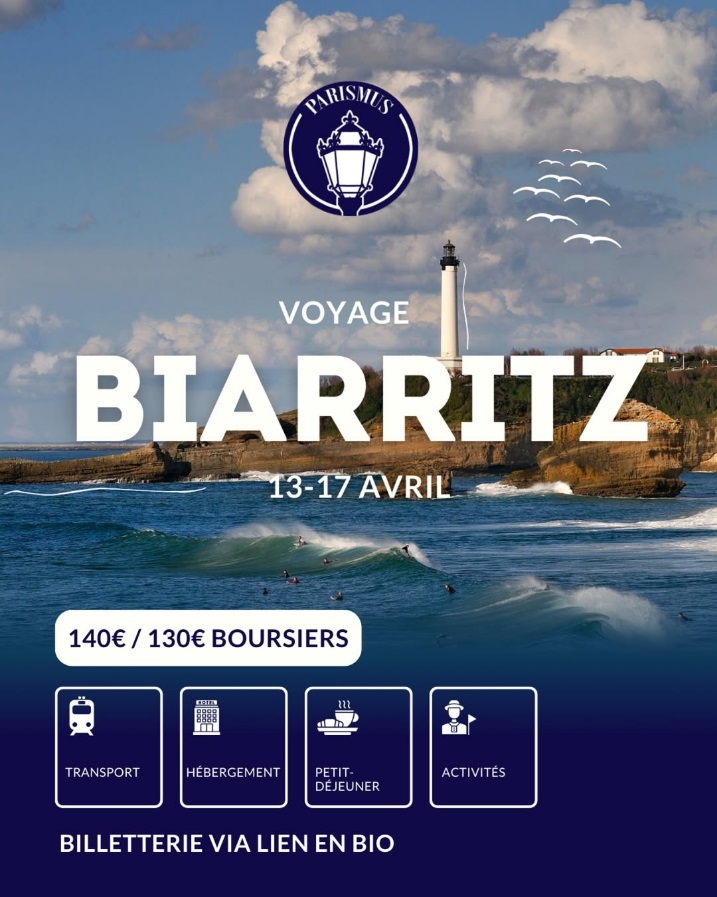 PARISMUS
VOYAGE
BIARRITZ
13-17 AVRIL
140€ / 130€ BOURSIERS
HOTEL
TRANSPORT
HÉBERGEMENT
PETIT-
DÉJEUNER
ACTIVITÉS
BILLETTERIE VIA LIEN EN BIO